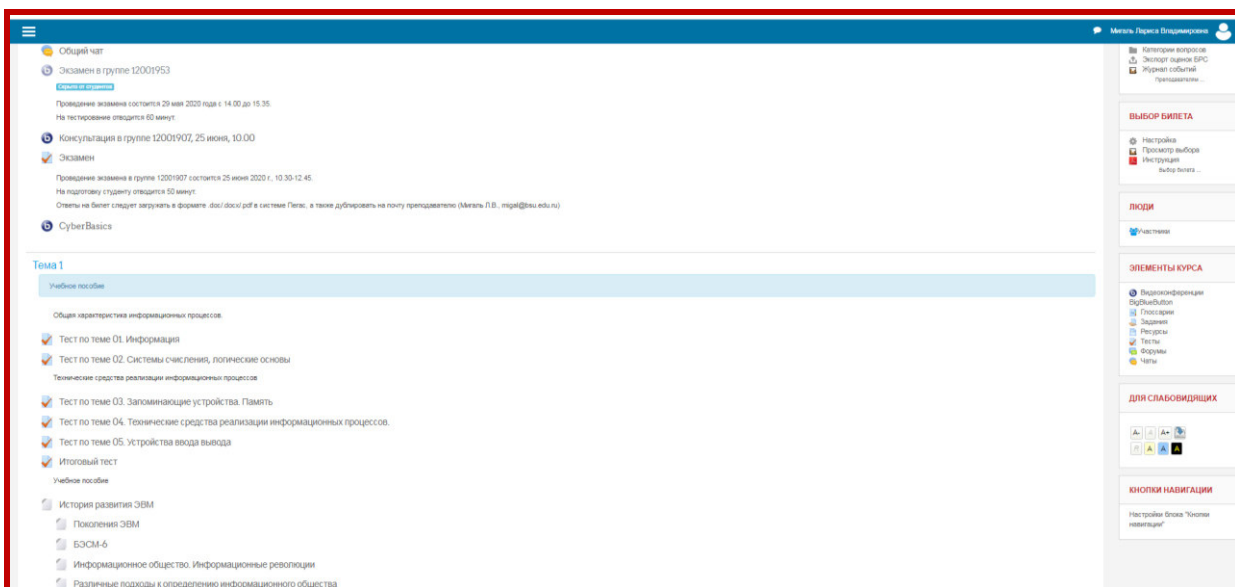 Мигаль Лариса Владимировна
Общий чат
Экзамен в группе 12001953
Скрыто от студентов
Проведение экзамена состоится 29 мая 2020 года с 14.00 до 15.35.
На тестирование отводится 60 минут.
Консультация в группе 12001907, 25 июня, 10.00
Экзамен
Проведение экзамена в группе 12001907 состоится 25 июня 2020 г., 10.30-12.45.
На подготовку студенту отводится 50 минут.
Ответы на билет следует загружать в формате .doc/.docx/.pdf в системе Пегас, а также дублировать на почту преподавателю (Мигаль Л.В., migal@bsu.edu.ru)
CyberBasics
Тема 1
Учебное пособие
Общая характеристика информационных процессов.
Тест по теме 01. Информация
Тест по теме 02. Системы счисления, логические основы
Технические средства реализации информационных процессов
Тест по теме 03. Запоминающие устройства. Память
Тест по теме 04. Технические средства реализации информационных процессов.
Тест по теме 05. Устройства ввода вывода
Итоговый тест
Учебное пособие
История развития ЭВМ
Поколения ЭВМ
БЭСМ-6
Информационное общество. Информационные революции
Различные подходы к определению информационного общества
Категории вопросов
Экспорт оценок БРС
Журнал событий
Преподавателям ...
ВЫБОР БИЛЕТА
Настройка
Просмотр выбора
Инструкция
Выбор билета ...
ЛЮДИ
Участники
ЭЛЕМЕНТЫ КУРСА
Видеоконференции
BigBlueButton
Глоссарии
Задания
Ресурсы
Тесты
Форумы
Чаты
ДЛЯ СЛАБОВИДЯЩИХ
A- A A+
R A A A
КНОПКИ НАВИГАЦИИ
Настройки блока "Кнопки
навигации"